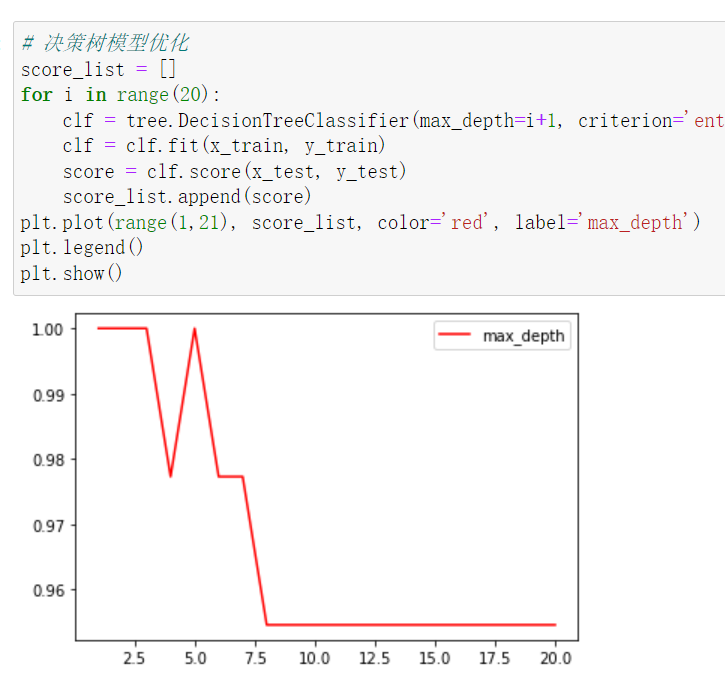 # 决策树模型优化
score_list = []
for i in range(20):
    clf = tree.DecisionTreeClassifier(max_depth=i+1, criterion='ent
    clf = clf.fit(x_train, y_train)
    score = clf.score(x_test, y_test)
    score_list.append(score)
plt.plot(range(1,21), score_list, color='red', label='max_depth')
plt.legend()
plt.show()
max_depth
1.00
0.99
0.98
0.97
0.96
2.5 5.0 7.5 10.0 12.5 15.0 17.5 20.0